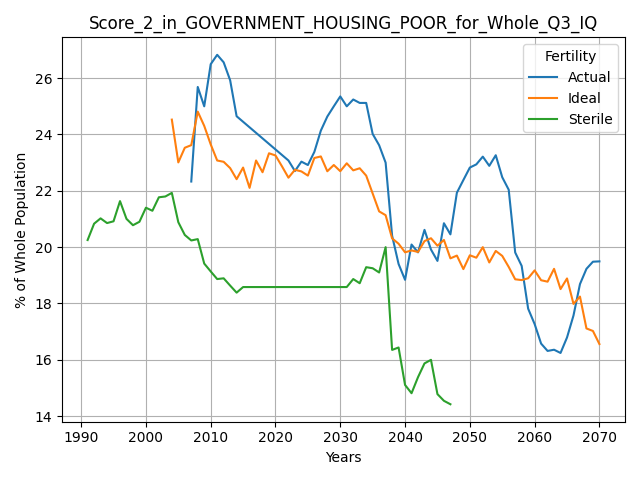 Score_2_in_GOVERNMENT_HOUSING_POOR_for_Whole_Q3_IQ
Fertility
Actual
Ideal
Sterile
% of Whole Population
26
24
22
20
18
16
14
1990 2000 2010 2020 2030 2040 2050 2060 2070
Years